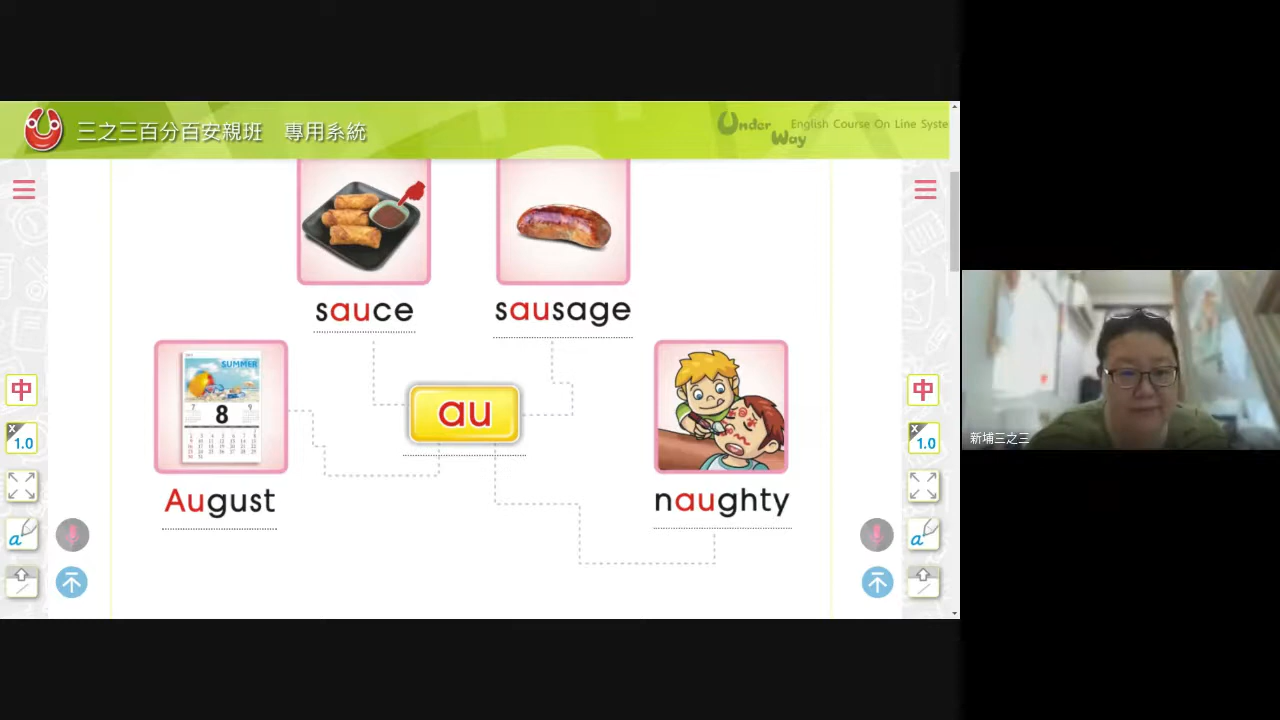 三之三百分百安親班 專用系統
Under Way English Course On Line Syste
sauce sausage
SUMMER
7 8 9
au
August naughty
中 中
x 1.0 x 1.0
a a
新埔三之三